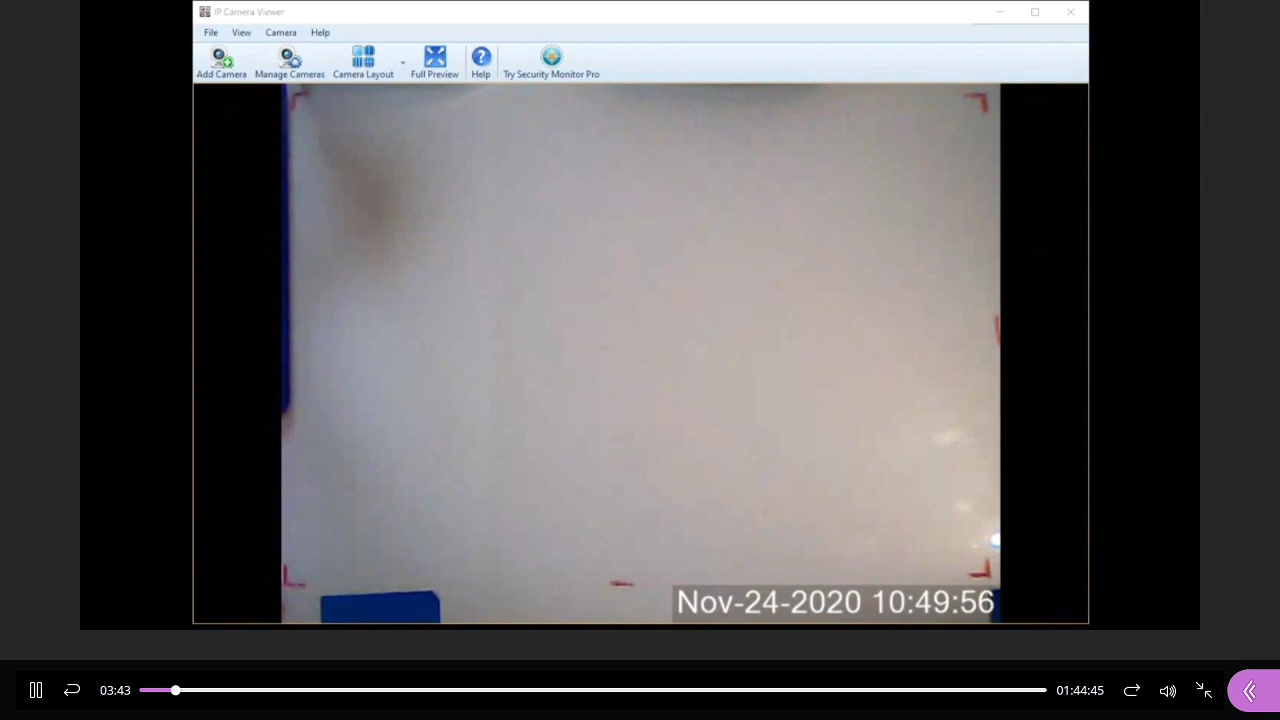 IP Camera Viewer
File View Camera Help
Add Camera Manage Cameras Camera Layout Full Preview Help Try Security Monitor Pro
Nov-24-2020 10:49:56
03:43 01:44:45